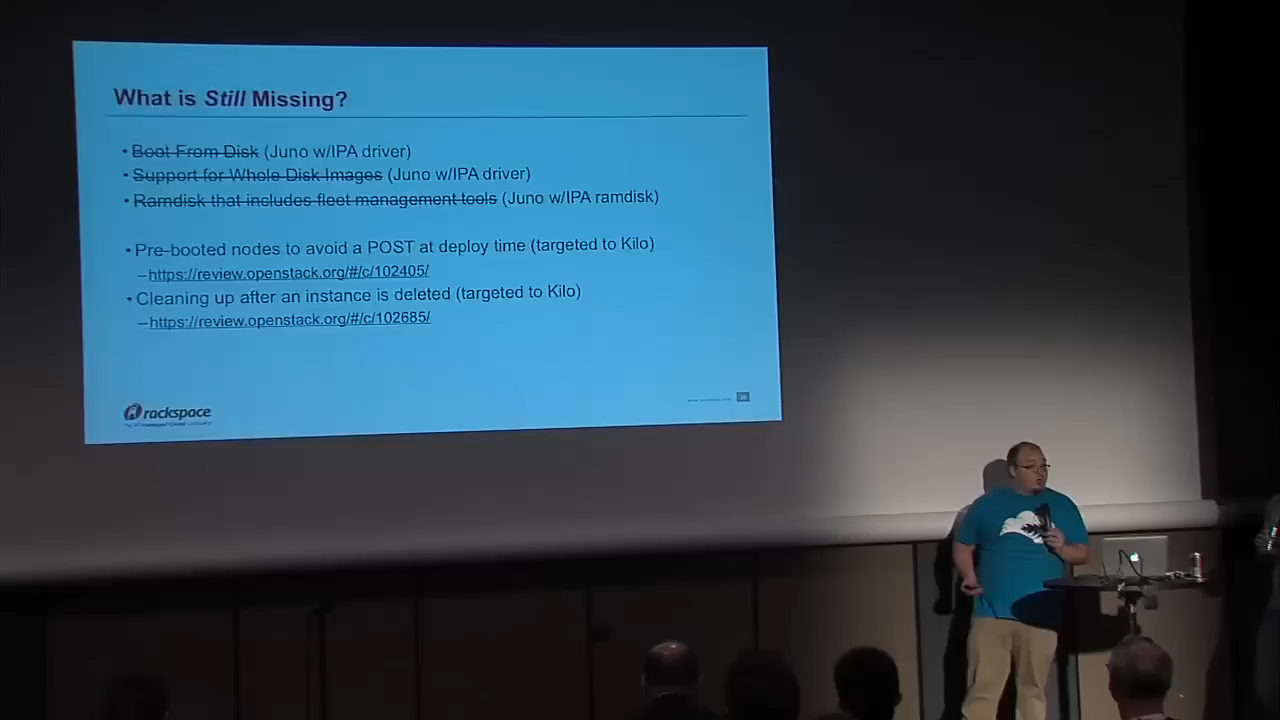 What is Still Missing?
• Boot From Disk (Juno w/IPA driver)
• Support for Whole Disk Images (Juno w/IPA driver)
• Ramdisk that includes fleet management tools (Juno w/IPA ramdisk)
• Pre-booted nodes to avoid a POST at deploy time (targeted to Kilo)
–https://review.openstack.org/#/c/102405/
• Cleaning up after an instance is deleted (targeted to Kilo)
–https://review.openstack.org/#/c/102685/
rackspace